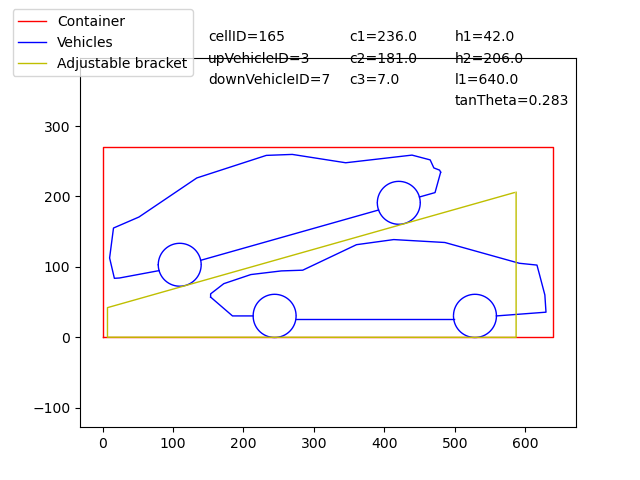 Container
Vehicles
Adjustable bracket
cellID=165 c1=236.0 h1=42.0
upVehicleID=3 c2=181.0 h2=206.0
downVehicleID=7 c3=7.0 l1=640.0
tanTheta=0.283
300
200
100
0
−100
0 100 200 300 400 500 600